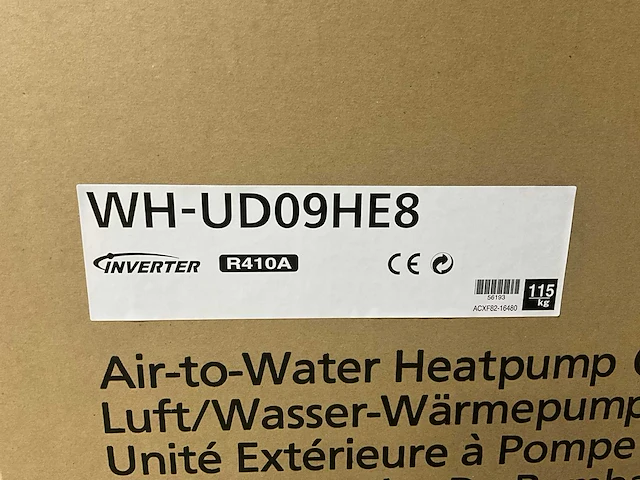 WH-UD09HE8
INVERTER R410A CE
56193
ACXF82-16480
115
kg
Air-to-Water Heatpump
Luft/Wasser-Wärmepump
Unité Extérieure à Pompe